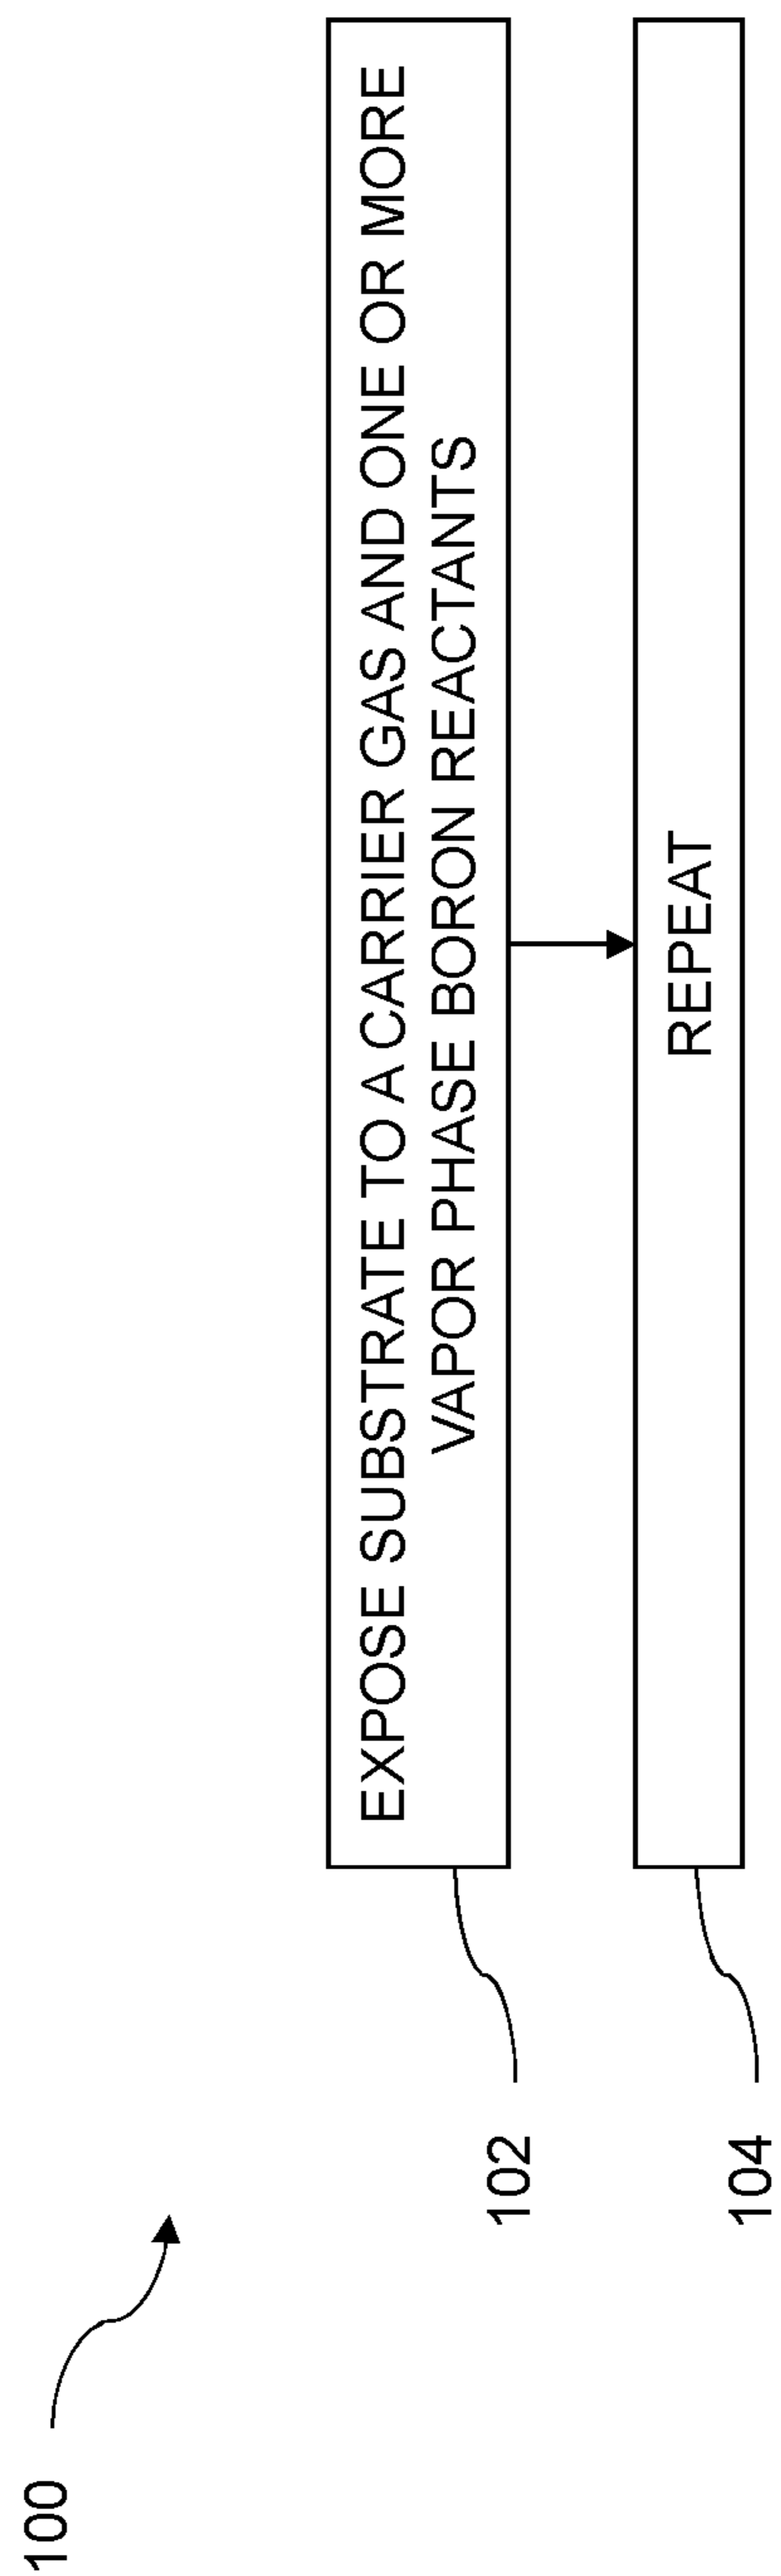 100
102
EXPOSE SUBSTRATE TO A CARRIER GAS AND ONE OR MORE
VAPOR PHASE BORON REACTANTS
104
REPEAT